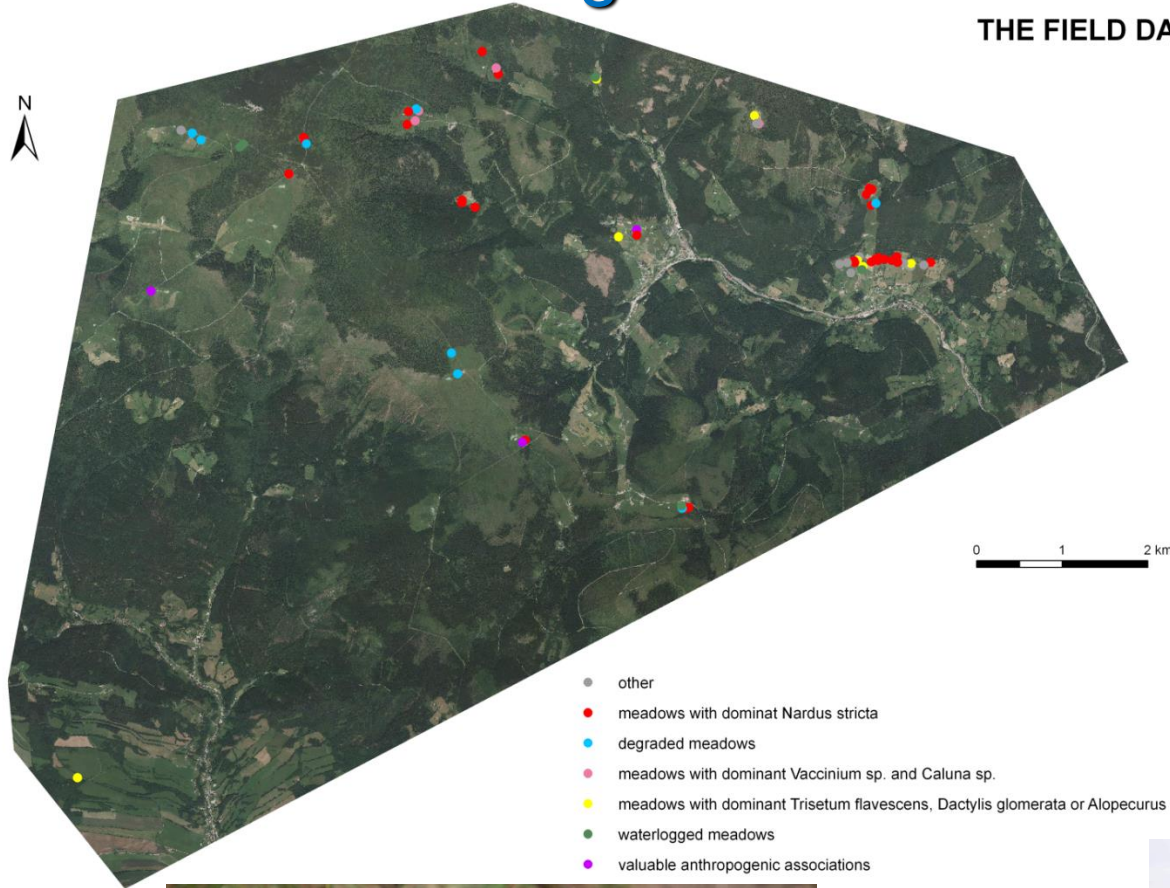 THE FIELD DA
N
0 1 2 km
other
meadows with dominat Nardus stricta
degraded meadows
meadows with dominant Vaccinium sp. and Caluna sp.
meadows with dominant Trisetum flavescens, Dactylis glomerata or Alopecurus
waterlogged meadows
valuable anthropogenic associations